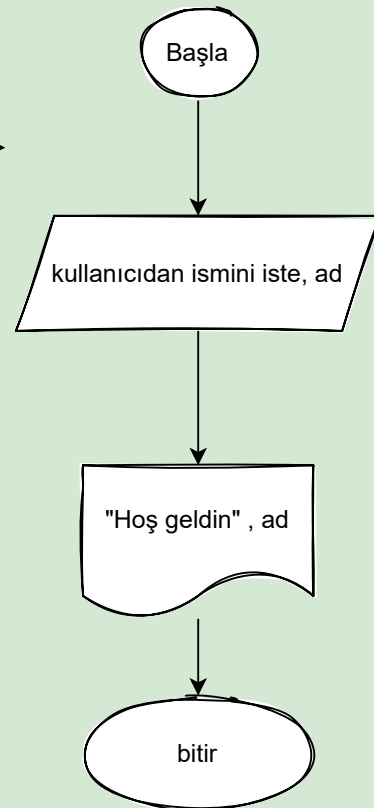 Başla
kullanıcıdan ismini iste, ad
"Hoş geldin" , ad
bitir